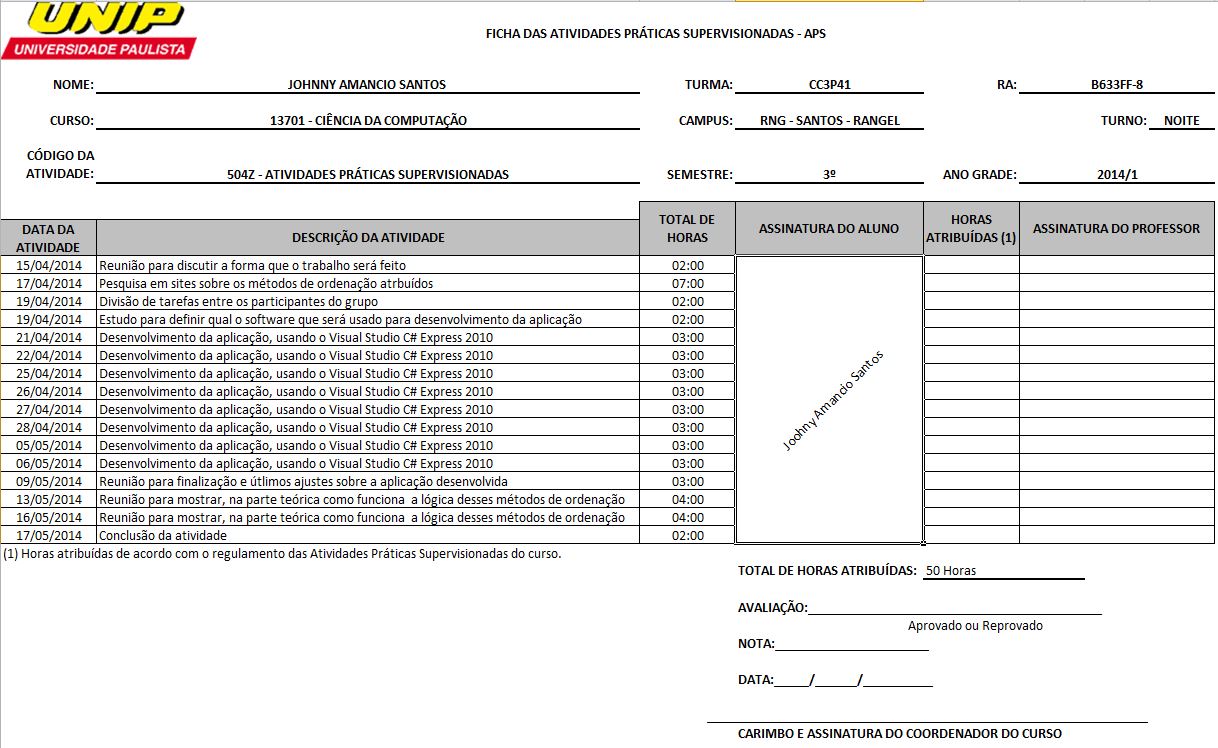 UNIP
UNIVERSIDADE PAULISTA
FICHA DAS ATIVIDADES PRÁTICAS SUPERVISIONADAS - APS
NOME: JOHNNY AMANCIO SANTOS TURMA: CC3P41 RA: B633FF-8
CURSO: 13701 - CIÊNCIA DA COMPUTAÇÃO CAMPUS: RNG - SANTOS - RANGEL TURNO: NOITE
CÓDIGO DA
ATIVIDADE: 504Z - ATIVIDADES PRÁTICAS SUPERVISIONADAS SEMESTRE: 3º ANO GRADE: 2014/1
DATA DA ATIVIDADE DESCRIÇÃO DA ATIVIDADE TOTAL DE HORAS ASSINATURA DO ALUNO HORAS ATRIBUÍDAS (1) ASSINATURA DO PROFESSOR
15/04/2014 Reunião para discutir a forma que o trabalho será feito 02:00
17/04/2014 Pesquisa em sites sobre os métodos de ordenação atrbuídos 07:00
19/04/2014 Divisão de tarefas entre os participantes do grupo 02:00
19/04/2014 Estudo para definir qual o software que será usado para desenvolvimento da aplicação 02:00
21/04/2014 Desenvolvimento da aplicação, usando o Visual Studio C# Express 2010 03:00
22/04/2014 Desenvolvimento da aplicação, usando o Visual Studio C# Express 2010 03:00
25/04/2014 Desenvolvimento da aplicação, usando o Visual Studio C# Express 2010 03:00
26/04/2014 Desenvolvimento da aplicação, usando o Visual Studio C# Express 2010 03:00
27/04/2014 Desenvolvimento da aplicação, usando o Visual Studio C# Express 2010 03:00
28/04/2014 Desenvolvimento da aplicação, usando o Visual Studio C# Express 2010 03:00
05/05/2014 Desenvolvimento da aplicação, usando o Visual Studio C# Express 2010 03:00
06/05/2014 Desenvolvimento da aplicação, usando o Visual Studio C# Express 2010 03:00
09/05/2014 Reunião para finalização e útlimos ajustes sobre a aplicação desenvolvida 03:00
13/05/2014 Reunião para mostrar, na parte teórica como funciona a lógica desses métodos de ordenação 04:00
16/05/2014 Reunião para mostrar, na parte teórica como funciona a lógica desses métodos de ordenação 04:00
17/05/2014 Conclusão da atividade 02:00
Joohny Amancio Santos
(1) Horas atribuídas de acordo com o regulamento das Atividades Práticas Supervisionadas do curso.
TOTAL DE HORAS ATRIBUÍDAS: 50 Horas
AVALIAÇÃO:
Aprovado ou Reprovado
NOTA:
DATA:_____/______/__________
CARIMBO E ASSINATURA DO COORDENADOR DO CURSO